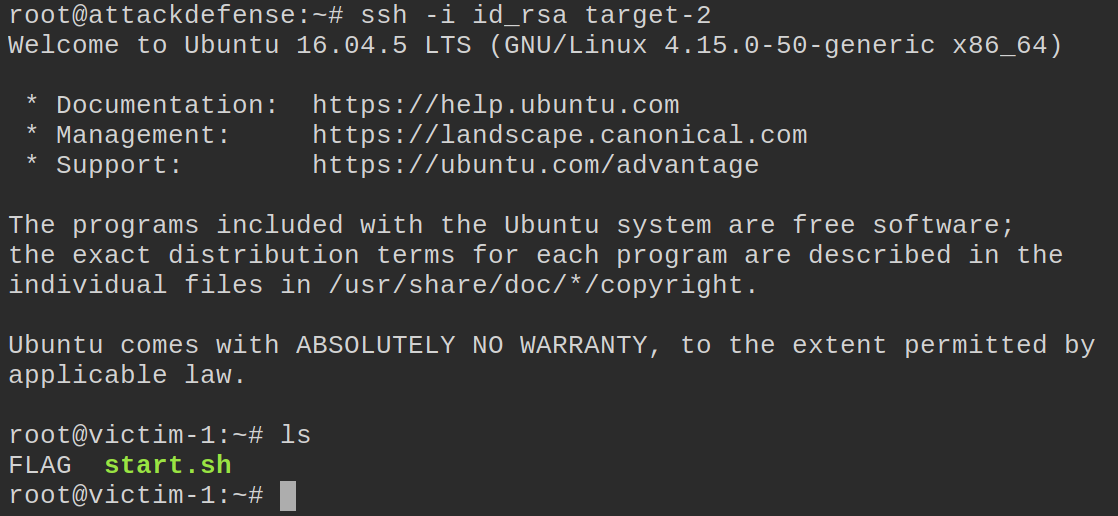 root@attackdefense:~# ssh -i id_rsa target-2
Welcome to Ubuntu 16.04.5 LTS (GNU/Linux 4.15.0-50-generic x86_64)
* Documentation:  https://help.ubuntu.com
* Management:     https://landscape.canonical.com
* Support:        https://ubuntu.com/advantage
The programs included with the Ubuntu system are free software;
the exact distribution terms for each program are described in the
individual files in /usr/share/doc/*/copyright.
Ubuntu comes with ABSOLUTELY NO WARRANTY, to the extent permitted by
applicable law.
root@victim-1:~# ls
FLAG  start.sh
root@victim-1:~#